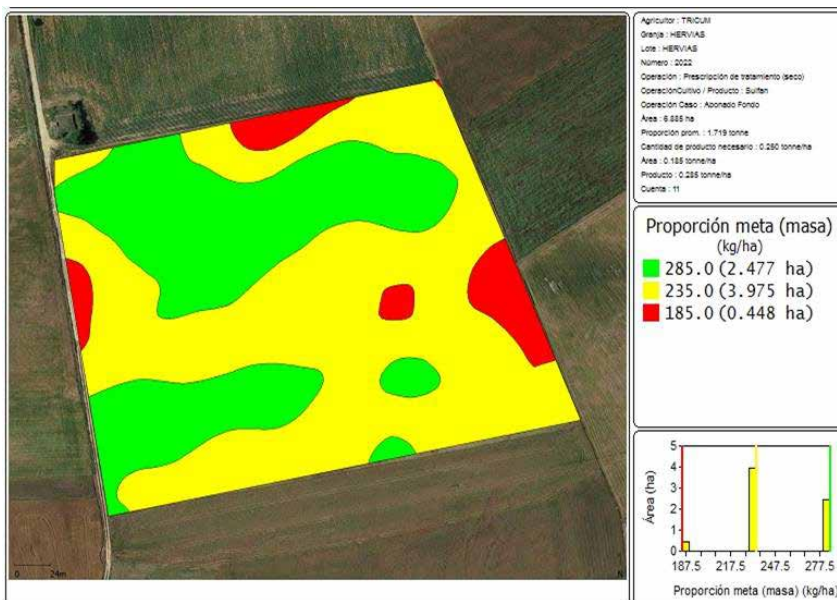 Agricultor : TRICUM
Granja : HERVIAS
Lote : HERVIAS
Número : 2022
Operación : Prescripción de tratamiento (seco)
OperaciónCultivo / Producto : Sulfan
Operación Caso : Abonado Fondo
Área : 6.885 ha
Proporción prom. : 1.719 tonne
Cantidad de producto necesario : 0.250 tonne/ha
Área : 0.185 tonne/ha
Producto : 0.285 tonne/ha
Cuenta : 11
Proporción meta (masa)
(kg/ha)
285.0 (2.477 ha)
235.0 (3.975 ha)
185.0 (0.448 ha)
5
4
3
2
1
0
Área (ha)
187.5 217.5 247.5 277.5
Proporción meta (masa) (kg/ha)
0 24m
N